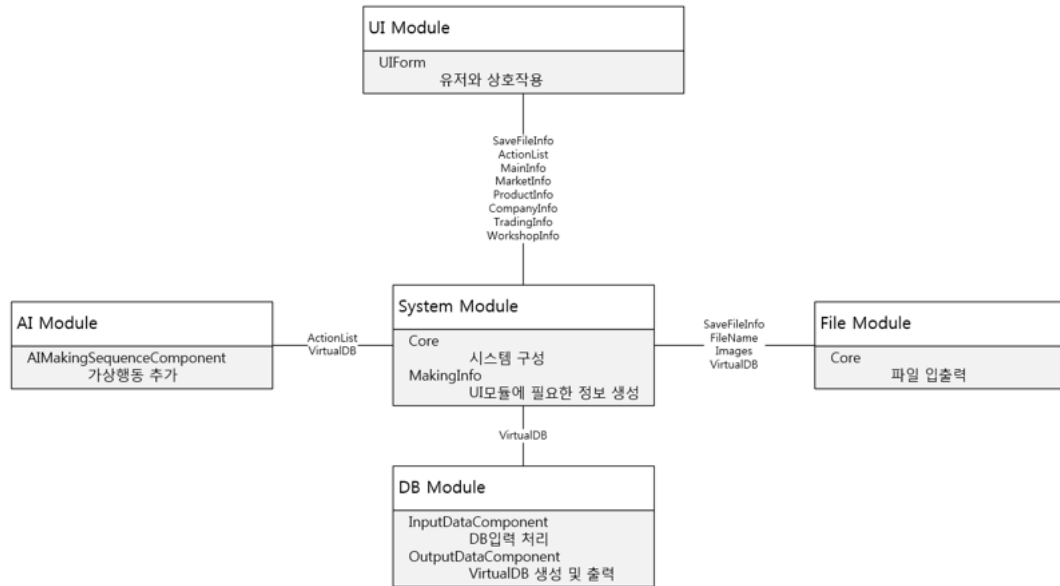 UI Module
UIForm
유저와 상호작용
SaveFileInfo
ActionList
MainInfo
MarketInfo
ProductInfo
CompanyInfo
TradingInfo
WorkshopInfo
AI Module
AIMakingSequenceComponent
가상행동 추가
ActionList
VirtualDB
System Module
Core
시스템 구성
MakingInfo
UI모듈에 필요한 정보 생성
SaveFileInfo
FileName
Images
VirtualDB
File Module
Core
파일 입출력
VirtualDB
DB Module
InputDataComponent
DB입력 처리
OutputDataComponent
VirtualDB 생성 및 출력